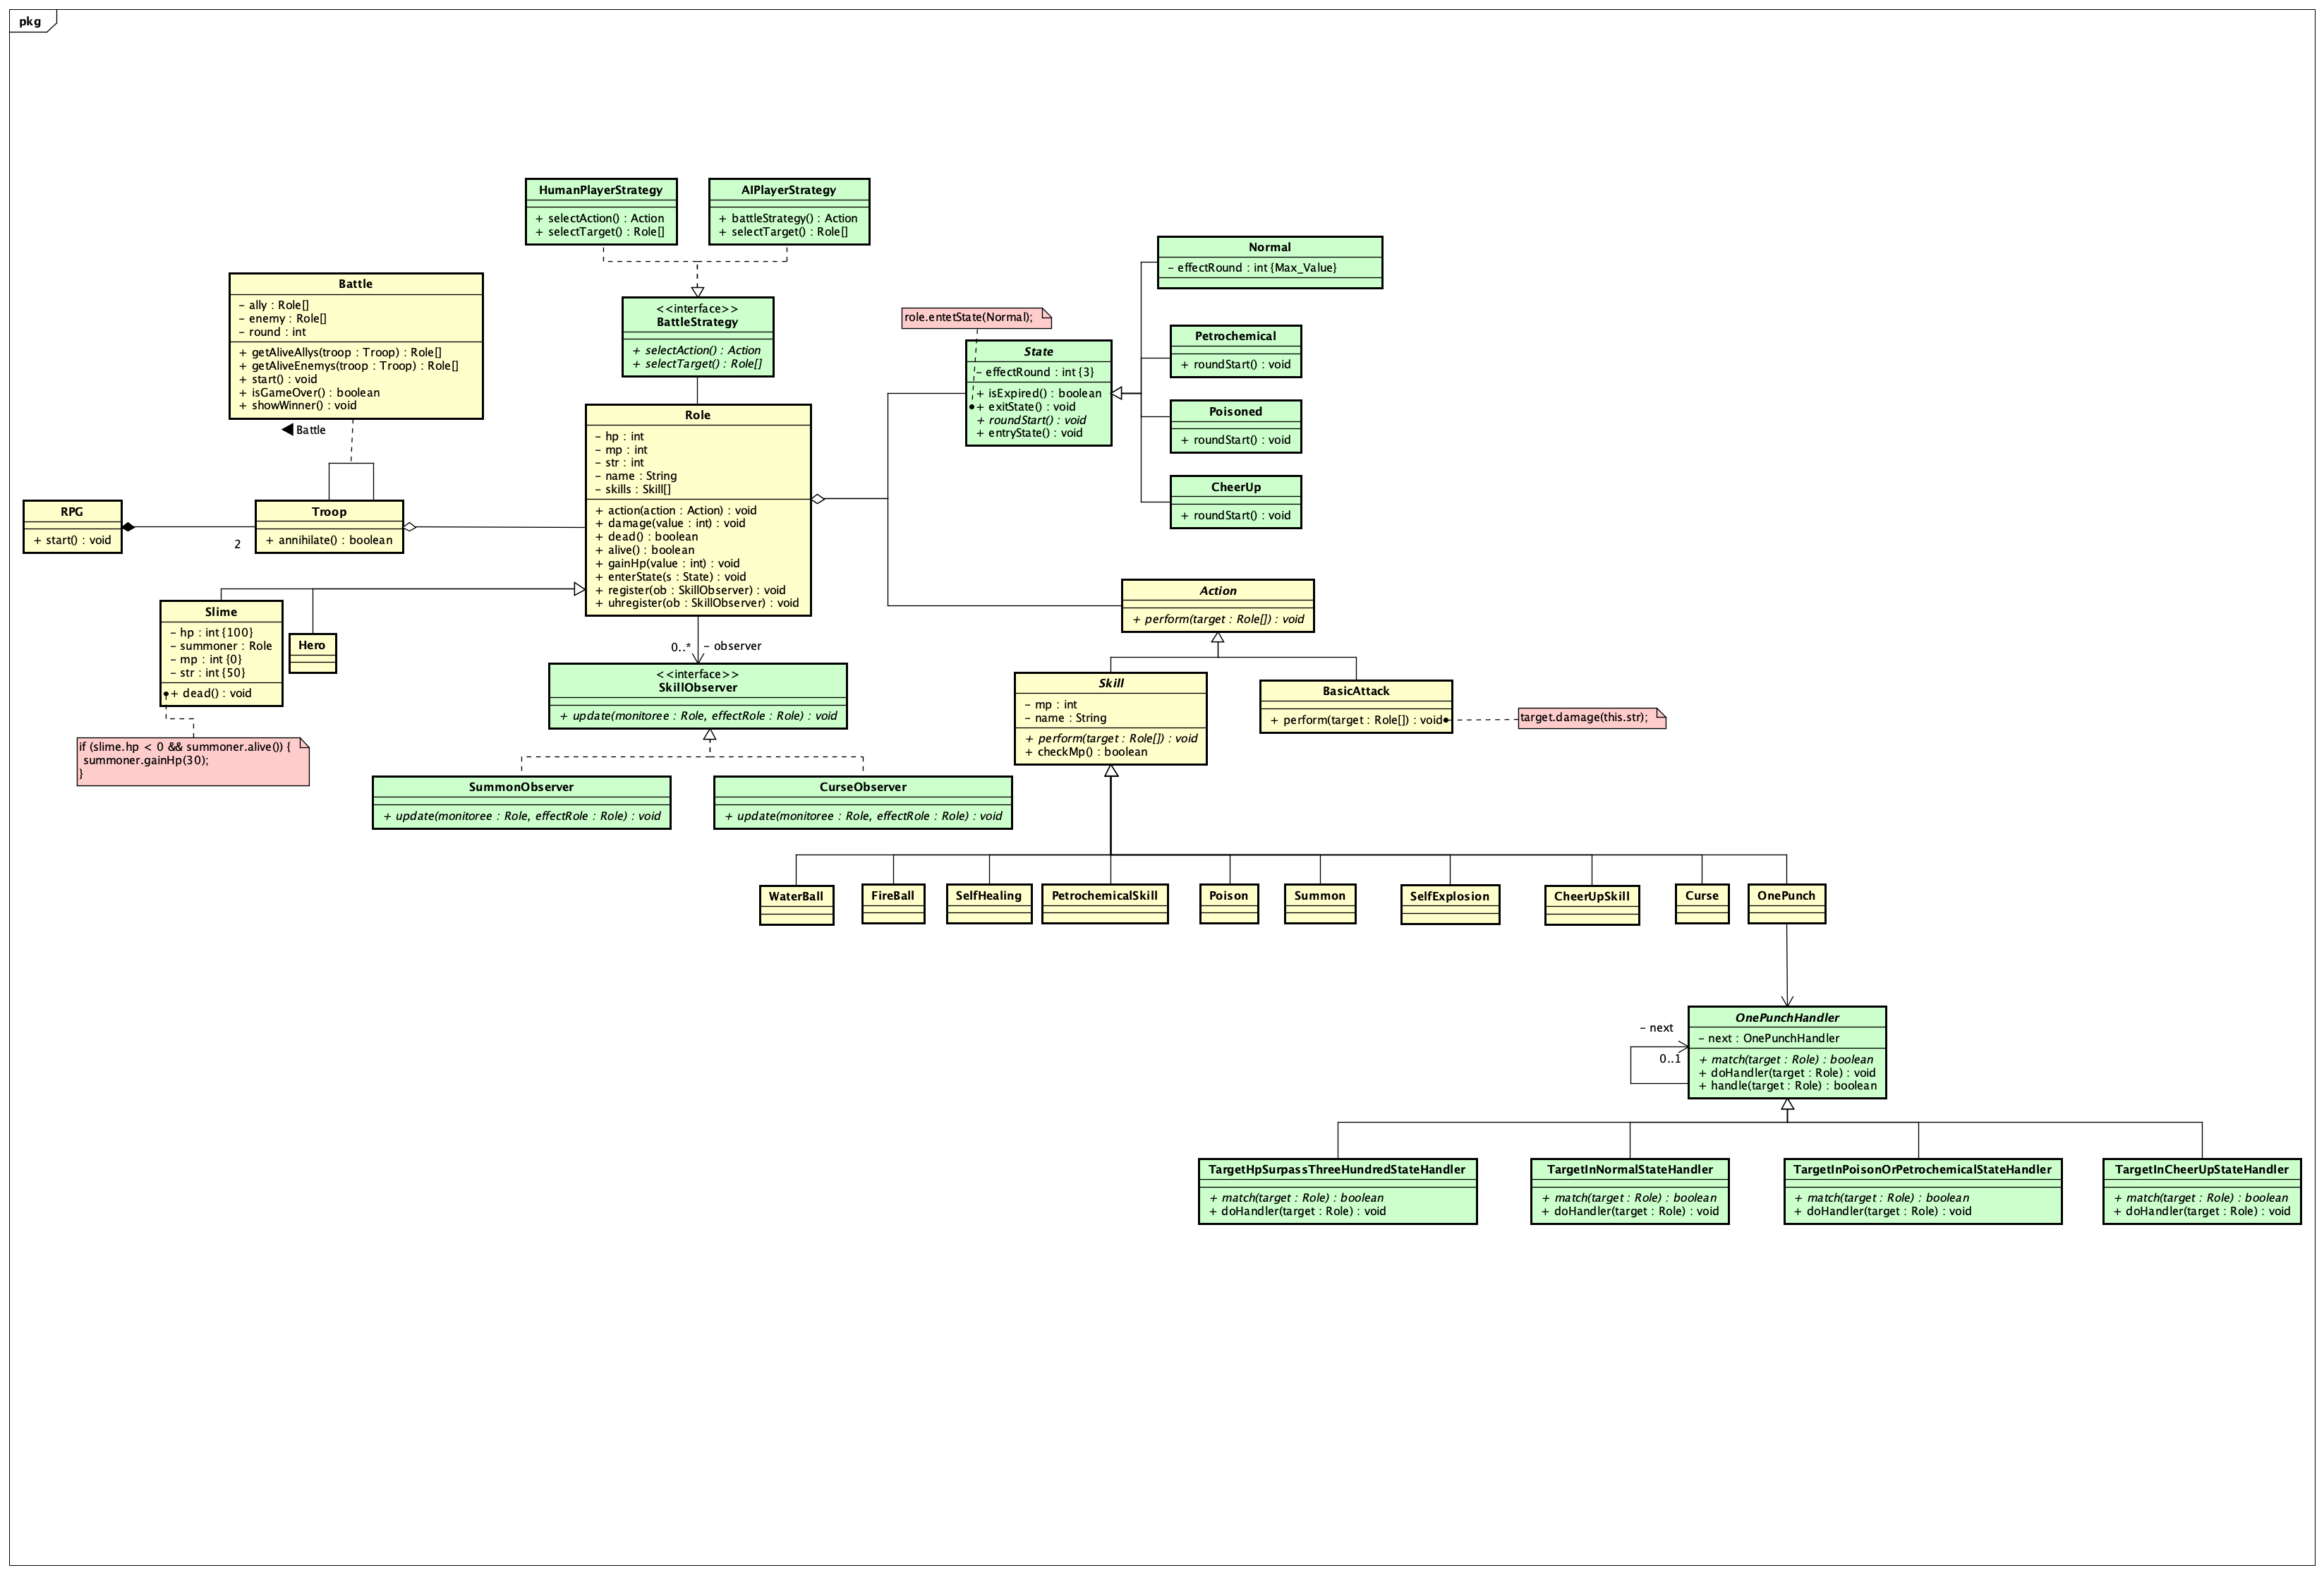 pkg
HumanPlayerStrategy
+ selectAction() : Action
+ selectTarget() : Role[]
AIPlayerStrategy
+ battleStrategy() : Action
+ selectTarget() : Role[]
Normal
– effectRound : int {Max_Value}
Battle
– ally : Role[]
– enemy : Role[]
– round : int
+ getAliveAllys(troop : Troop) : Role[]
+ getAliveEnemys(troop : Troop) : Role[]
+ start() : void
+ isGameOver() : boolean
+ showWinner() : void
<<interface>>
BattleStrategy
+ selectAction() : Action
+ selectTarget() : Role[]
role.entetState(Normal);
State
– effectRound : int {3}
+ isExpired() : boolean
+ exitState() : void
+ roundStart() : void
+ entryState() : void
Petrochemical
+ roundStart() : void
Poisoned
+ roundStart() : void
CheerUp
+ roundStart() : void
Battle
Role
– hp : int
– mp : int
– str : int
– name : String
– skills : Skill[]
+ action(action : Action) : void
+ damage(value : int) : void
+ dead() : boolean
+ alive() : boolean
+ gainHp(value : int) : void
+ enterState(s : State) : void
+ register(ob : SkillObserver) : void
+ uhregister(ob : SkillObserver) : void
RPG
+ start() : void
2
Troop
+ annihilate() : boolean
Slime
– hp : int {100}
– summoner : Role
– mp : int {0}
– str : int {50}
+ dead() : void
Hero
if (slime.hp < 0 && summoner.alive()) {
summoner.gainHp(30);
}
0..*
– observer
<<interface>>
SkillObserver
+ update(monitoree : Role, effectRole : Role) : void
SummonObserver
+ update(monitoree : Role, effectRole : Role) : void
CurseObserver
+ update(monitoree : Role, effectRole : Role) : void
Action
+ perform(target : Role[]) : void
Skill
– mp : int
– name : String
+ perform(target : Role[]) : void
+ checkMp() : boolean
BasicAttack
+ perform(target : Role[]) : void
target.damage(this.str);
WaterBall
FireBall
SelfHealing
PetrochemicalSkill
Poison
Summon
SelfExplosion
CheerUpSkill
Curse
OnePunch
– next
0..1
OnePunchHandler
– next : OnePunchHandler
+ match(target : Role) : boolean
+ doHandler(target : Role) : void
+ handle(target : Role) : boolean
TargetHpSurpassThreeHundredStateHandler
+ match(target : Role) : boolean
+ doHandler(target : Role) : void
TargetInNormalStateHandler
+ match(target : Role) : boolean
+ doHandler(target : Role) : void
TargetInPoisonOrPetrochemicalStateHandler
+ match(target : Role) : boolean
+ doHandler(target : Role) : void
TargetInCheerUpStateHandler
+ match(target : Role) : boolean
+ doHandler(target : Role) : void